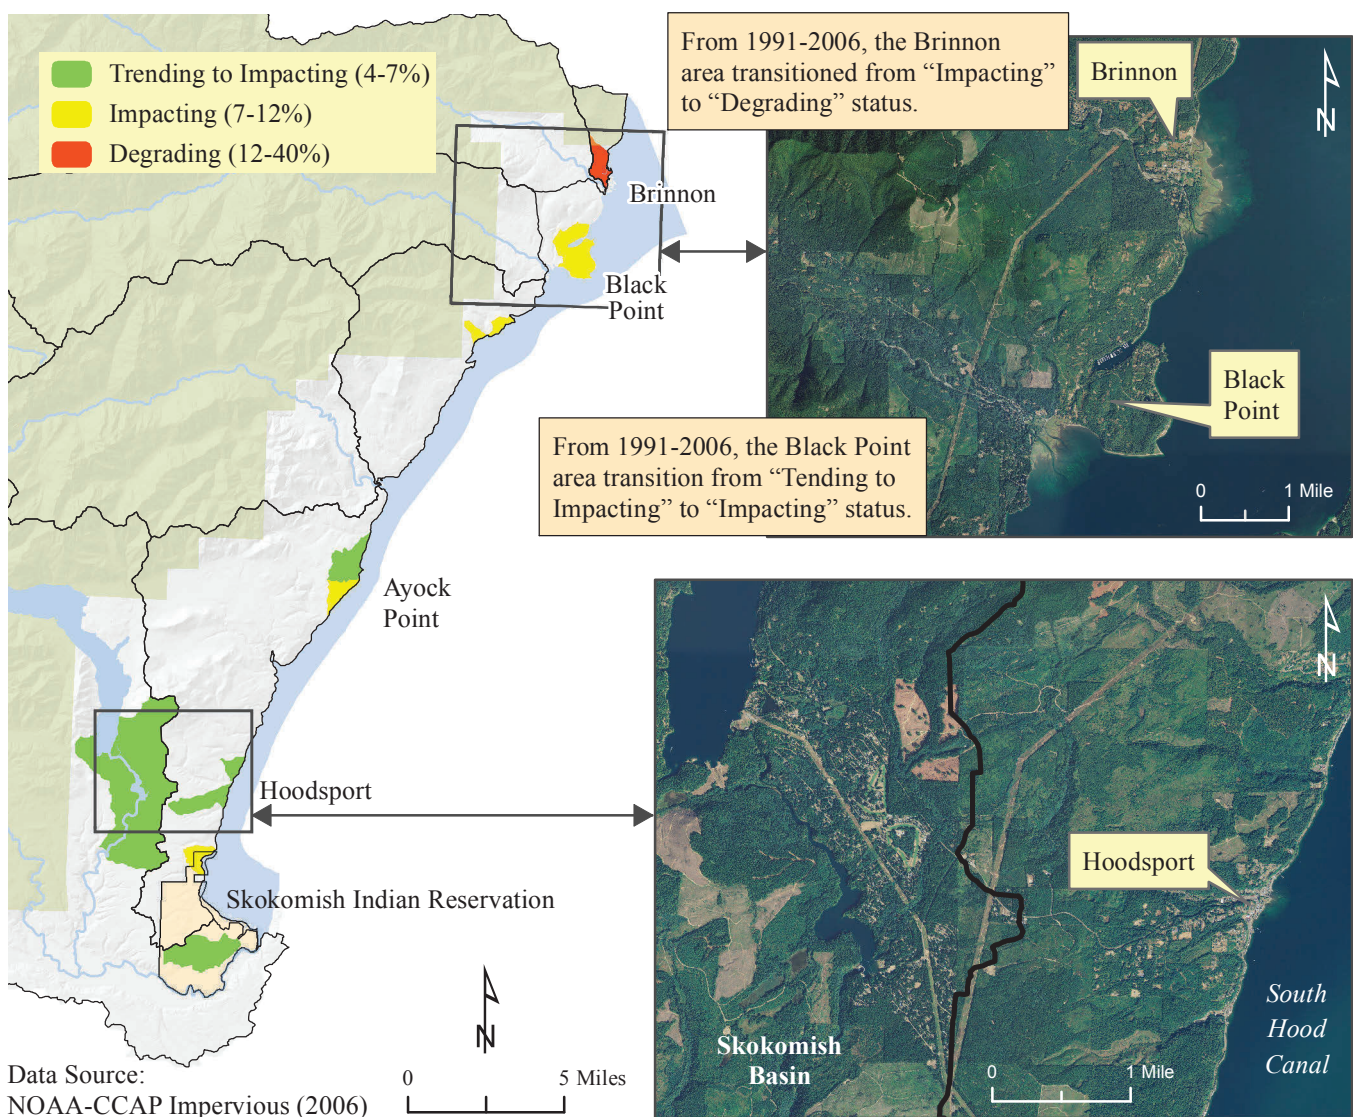 Trending to Impacting (4-7%)
Impacting (7-12%)
Degrading (12-40%)
From 1991-2006, the Brinnon
area transitioned from “Impacting”
to “Degrading” status.
Brinnon
N
Brinnon
Black
Point
Black
Point
From 1991-2006, the Black Point
area transition from “Tending to
Impacting” to “Impacting” status.
0 1 Mile
Ayock
Point
N
Hoodsport
Hoodsport
Skokomish Indian Reservation
South
Hood
Canal
Skokomish
Basin
N
0 1 Mile
Data Source:
NOAA-CCAP Impervious (2006)
0 5 Miles